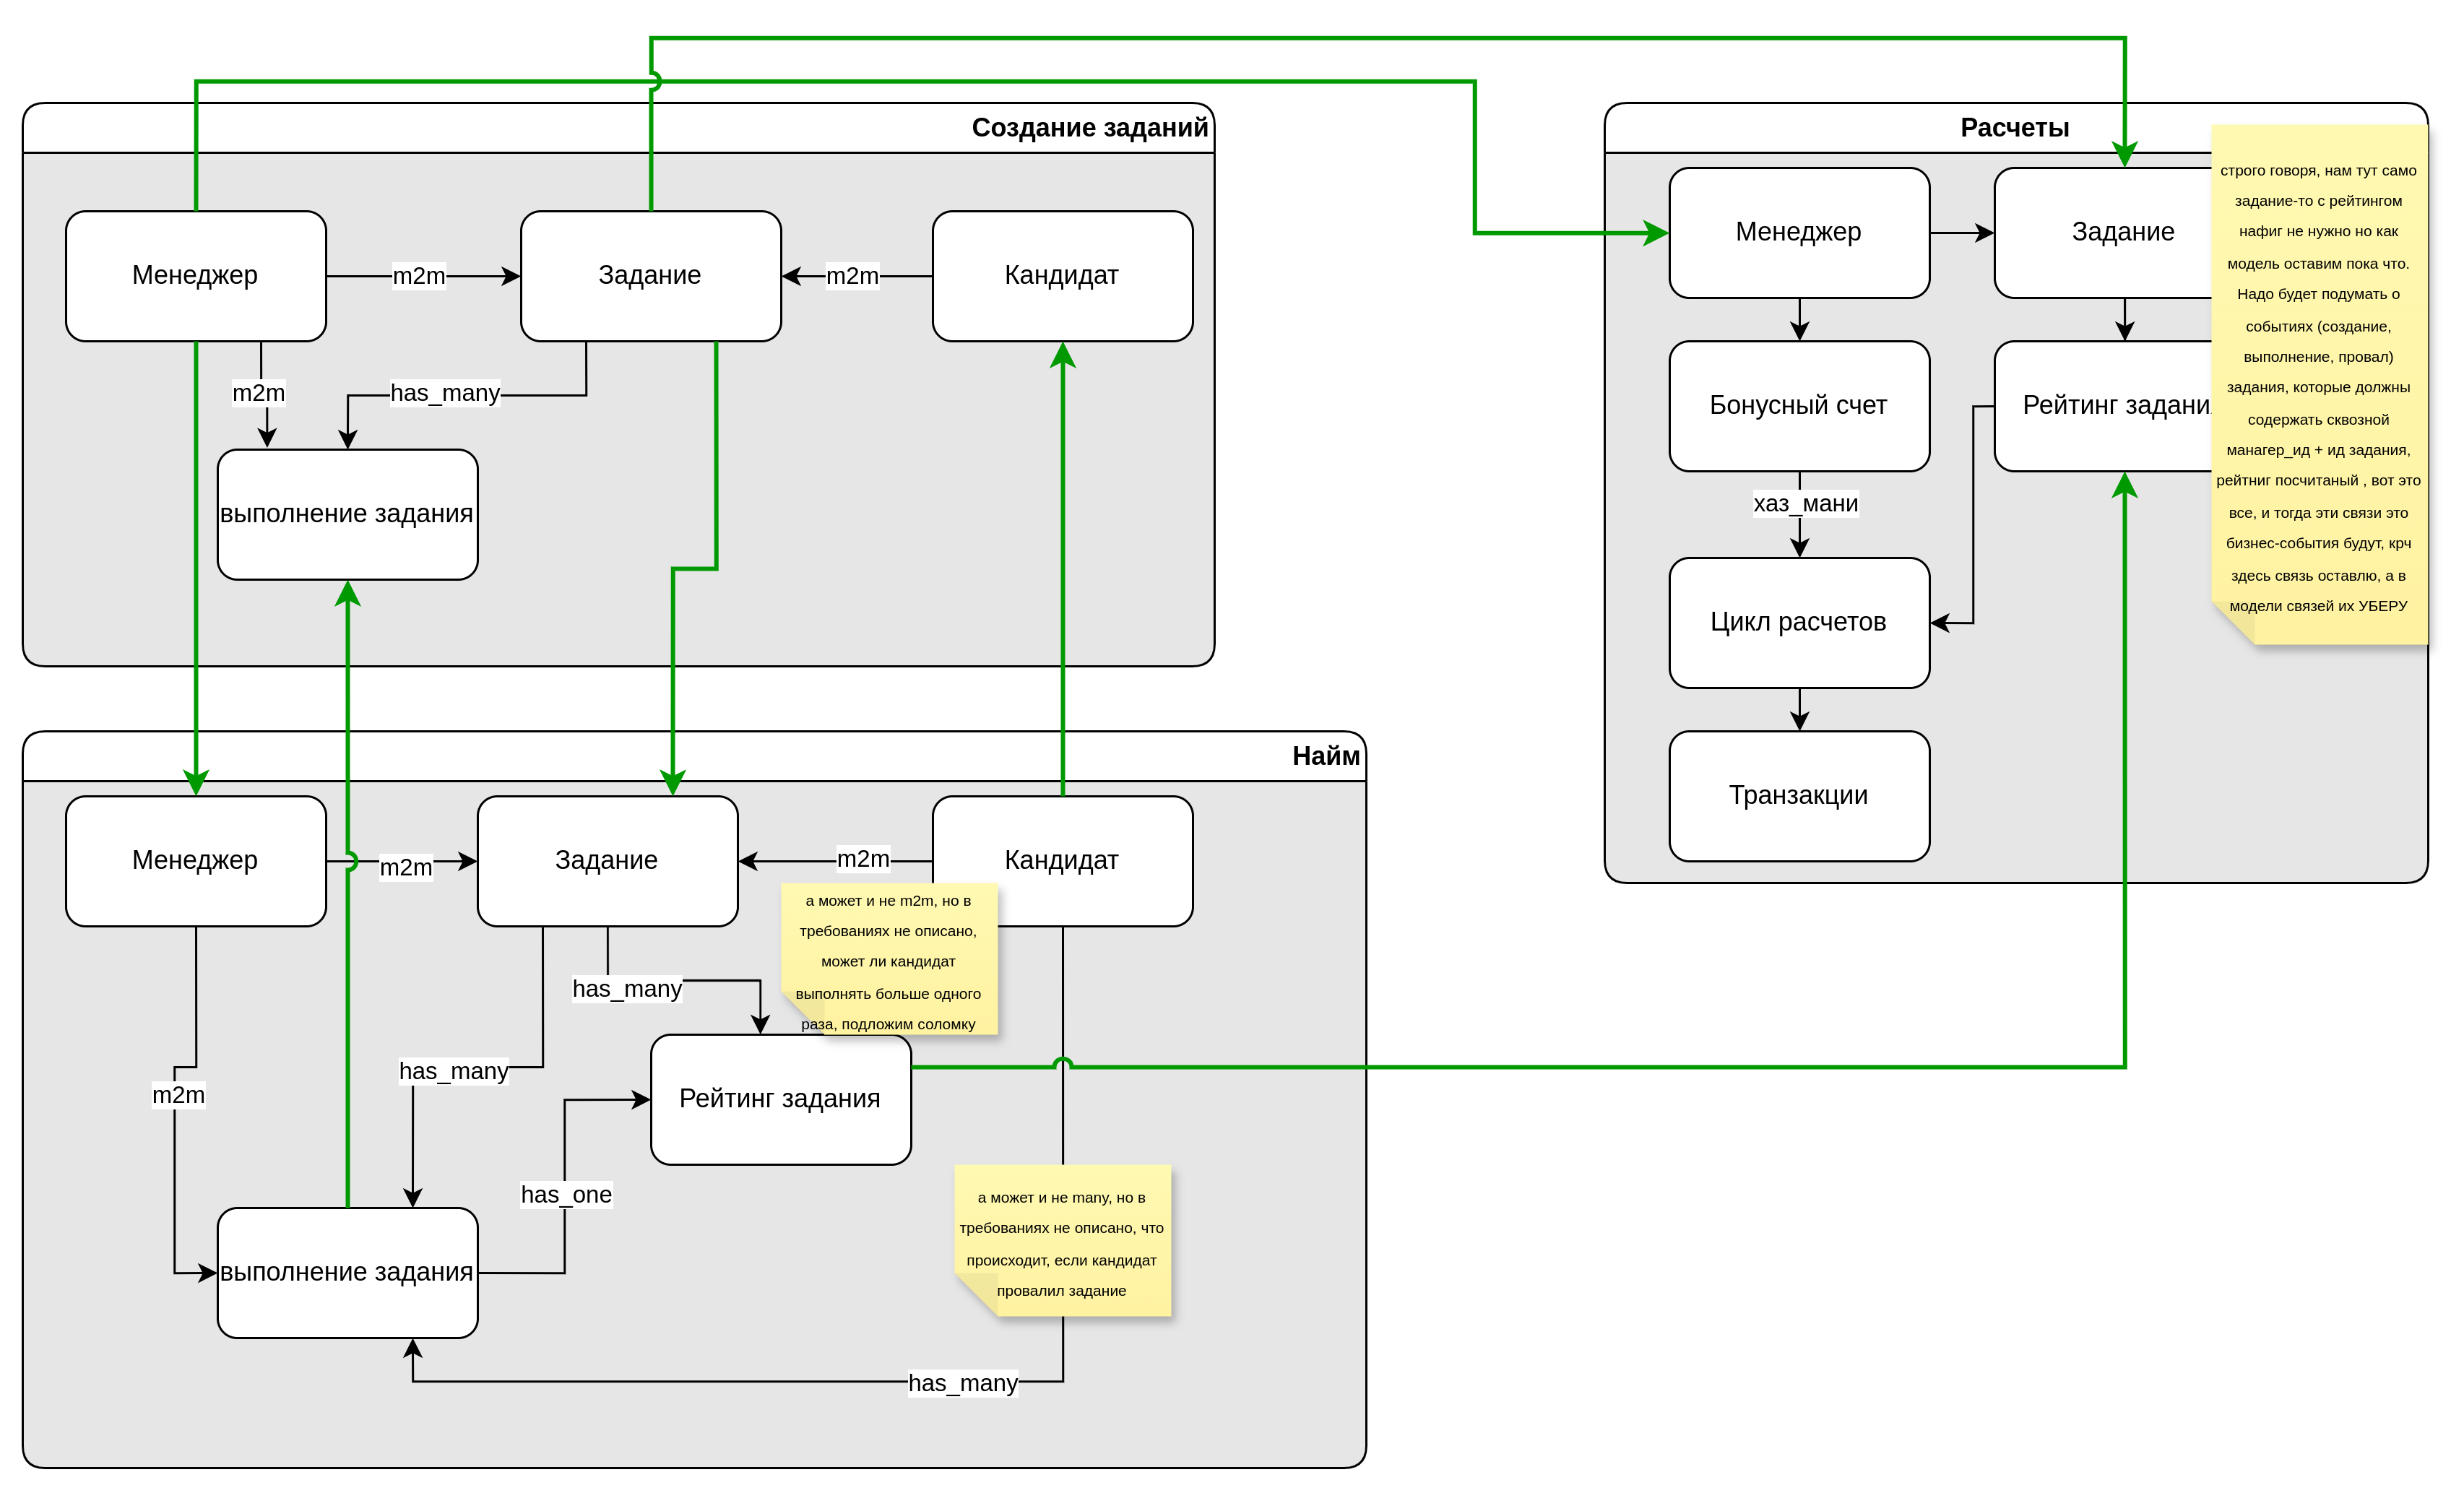 Создание заданий
Менеджер
m2m
Задание
m2m
Кандидат
m2m
has_many
выполнение задания
Расчеты
Менеджер
Задание
Бонусный счет
Рейтинг задания
хаз_мани
Цикл расчетов
Транзакции
строго говоря, нам тут само
задание-то с рейтингом
нафиг не нужно но как
модель оставим пока что.
Надо будет подумать о
событиях (создание,
выполнение, провал)
задания, которые должны
содержать сквозной
манагер_ид + ид задания,
рейтниг посчитаный , вот это
все, и тогда эти связи это
бизнес-события будут, крч
здесь связь оставлю, а в
модели связей их УБЕРУ
Найм
Менеджер
m2m
Задание
m2m
Кандидат
а может и не m2m, но в
требованиях не описано,
может ли кандидат
выполнять больше одного
раза, подложим соломку
has_many
has_many
m2m
Рейтинг задания
has_one
а может и не many, но в
требованиях не описано, что
происходит, если кандидат
провалил задание
выполнение задания
has_many